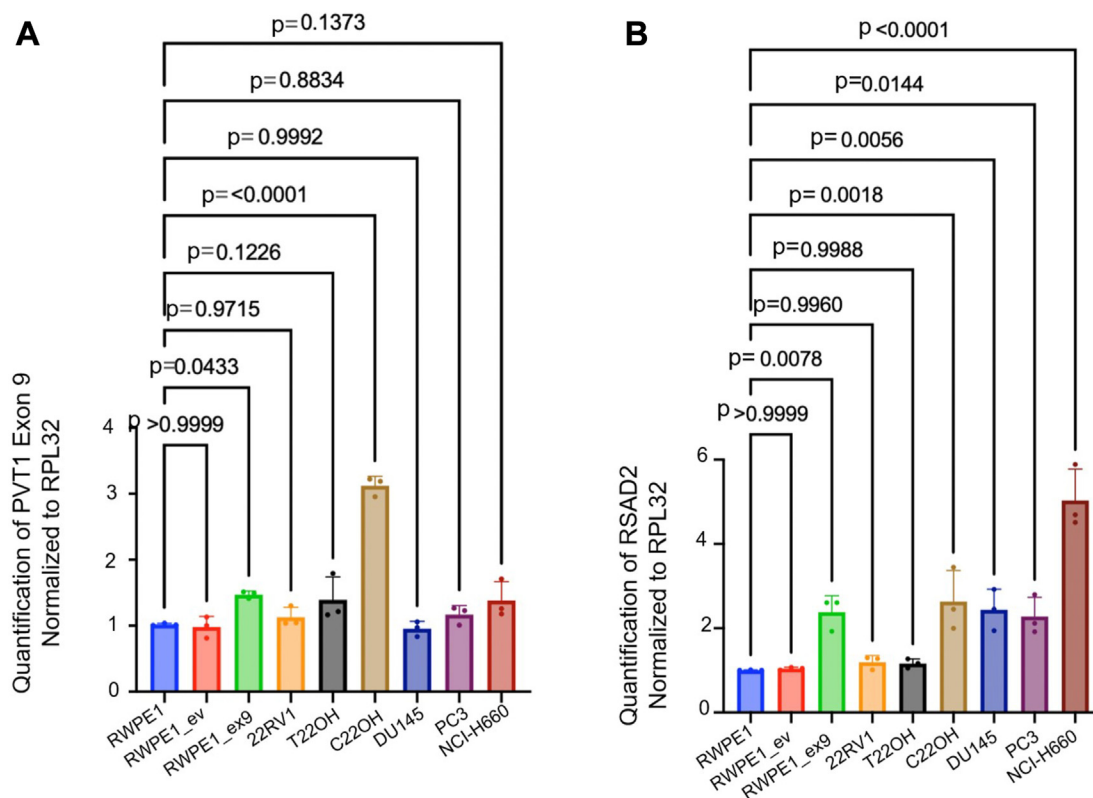 A
p=0.1373
p=0.8834
p=0.9992
p=<0.0001
p=0.1226
p=0.9715
p=0.0433
p >0.9999
Quantification of PVT1 Exon 9
Normalized to RPL32
4
3
2
1
0
RWPE1
RWPE1_ev
RWPE1_ex9
22RV1
T22OH
C22OH
DU145
PC3
NCI-H660
B
p <0.0001
p=0.0144
p= 0.0056
p= 0.0018
p= 0.9988
p=0.9960
p= 0.0078
p >0.9999
Quantification of RSAD2
Normalized to RPL32
6
4
2
0
RWPE1
RWPE1_ev
RWPE1_ex9
22RV1
T22OH
C22OH
DU145
PC3
NCI-H660